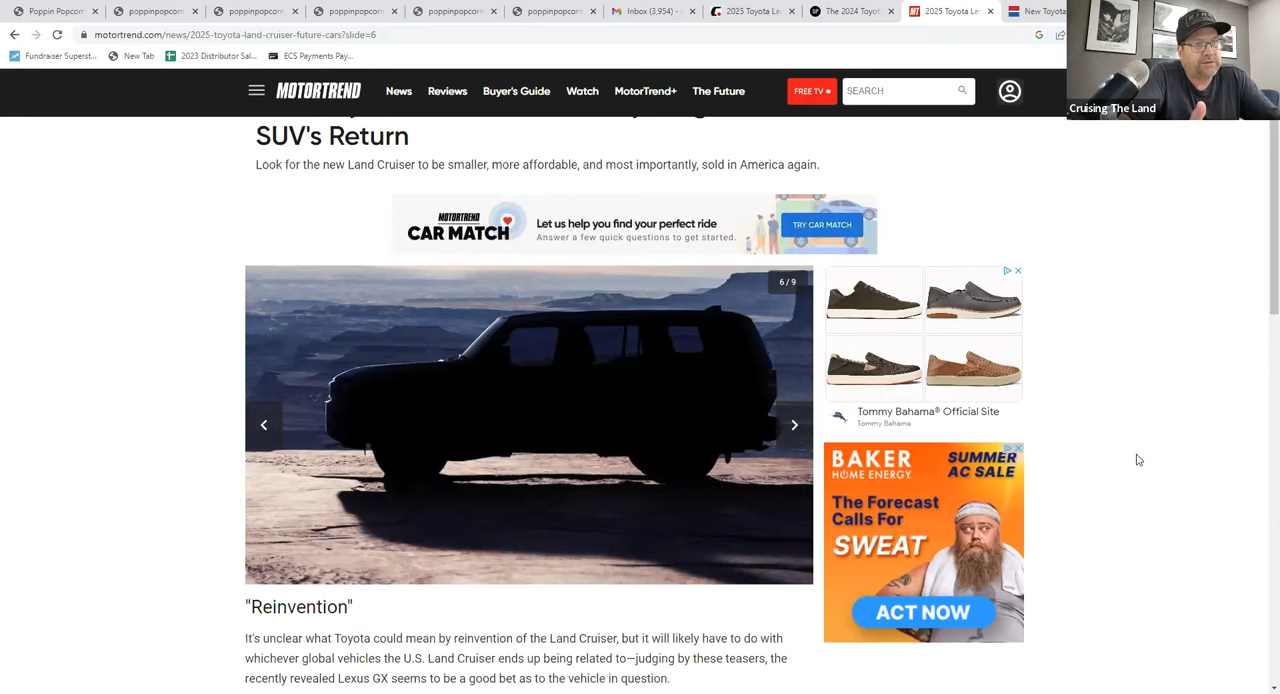 Poppin Popcorn
poppinpopcorn
poppinpopcorn
poppinpopcorn
poppinpopcorn
poppinpopcorn
Inbox (3,954) -
2025 Toyota La
The 2024 Toyot
2025 Toyota La
New Toyota
motortrend.com/news/2025-toyota-land-cruiser-future-cars?slide=6
Fundraiser Superst...
New Tab
2023 Distributor Sal...
ECS Payments Pay...
Cruising The Land
MOTORTREND
News
Reviews
Buyer's Guide
Watch
MotorTrend+
The Future
FREE TV
SEARCH
SUV's Return
Look for the new Land Cruiser to be smaller, more affordable, and most importantly, sold in America again.
MOTORTREND
CAR MATCH
Let us help you find your perfect ride
Answer a few quick questions to get started.
TRY CAR MATCH
6 / 9
Tommy Bahama® Official Site
Tommy Bahama
BAKER
HOME ENERGY.
SUMMER
AC SALE
The Forecast
Calls For
SWEAT
ACT NOW
"Reinvention"
It's unclear what Toyota could mean by reinvention of the Land Cruiser, but it will likely have to do with
whichever global vehicles the U.S. Land Cruiser ends up being related to—judging by these teasers, the
recently revealed Lexus GX seems to be a good bet as to the vehicle in question.